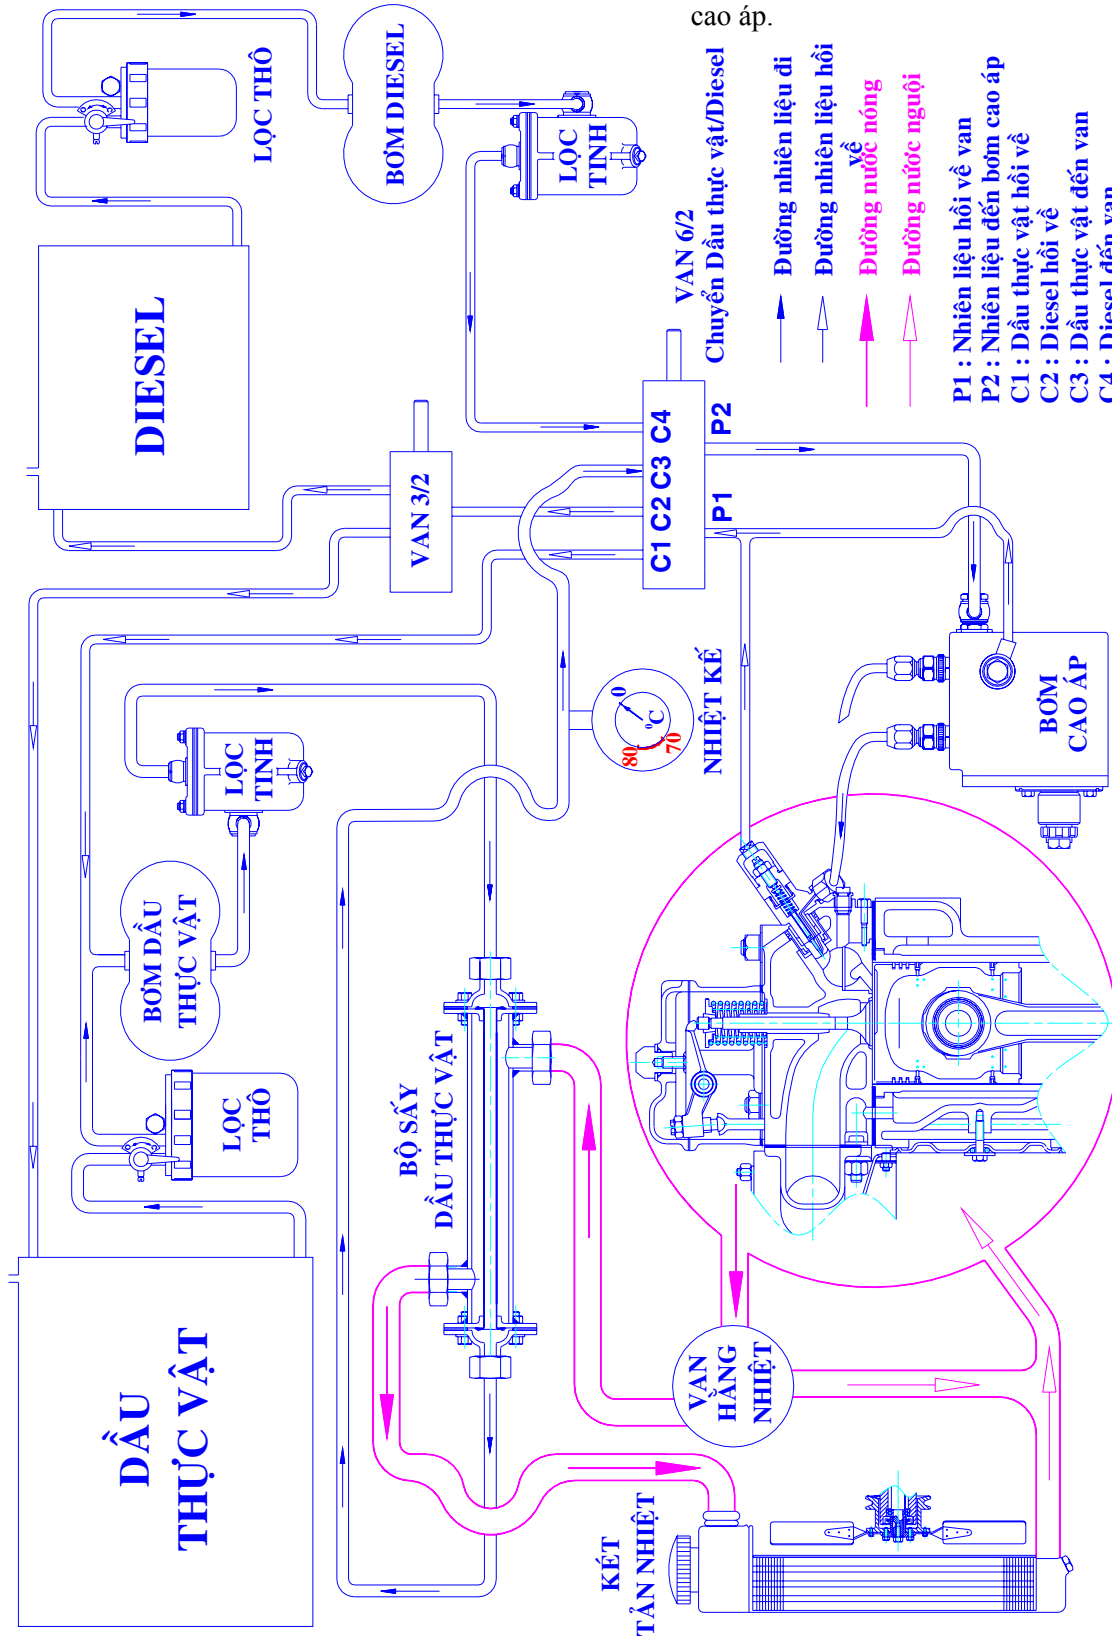 cao áp.
LỌC THÔ
BƠM DIESEL
LỌC
TINH
DIESEL
VAN 6/2
Chuyển Dầu thực vật/Diesel
Đường nhiên liệu đi
Đường nhiên liệu hồi
về
Đường nước nóng
Đường nước nguội
P1 : Nhiên liệu hồi về van
P2 : Nhiên liệu đến bơm cao áp
C1 : Dầu thực vật hồi về
C2 : Diesel hồi về
C3 : Dầu thực vật đến van
C4 : Diesel đến van
VAN 3/2
C1 C2 C3 C4
P1
P2
NHIỆT KẾ
0
°C
80
70
BƠM
CAO ÁP
LỌC
TINH
BƠM DẦU
THỰC VẬT
LỌC
THÔ
BỘ SẤY
DẦU THỰC VẬT
DẦU
THỰC VẬT
VAN
HẰNG
NHIỆT
KÉT
TẢN NHIỆT